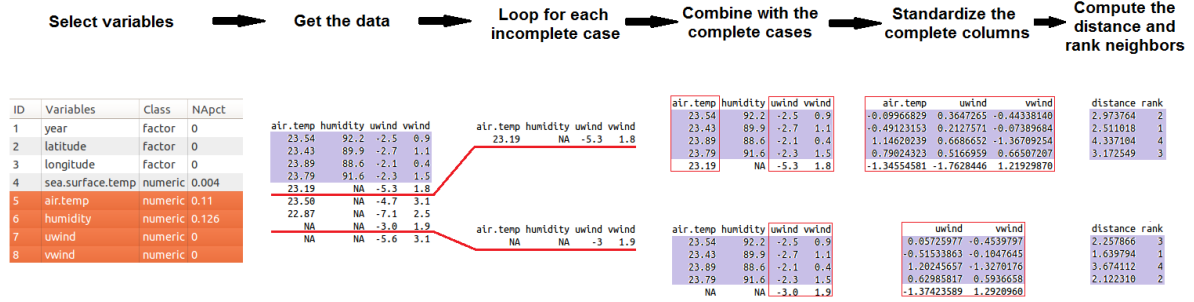 Select variables
Get the data
Loop for each
incomplete case
Combine with the
complete cases
Standardize the
complete columns
Compute the
distance and
rank neighbors
ID Variables Class NApct
1 year factor 0
2 latitude factor 0
3 longitude factor 0
4 sea.surface.temp numeric 0.004
5 air.temp numeric 0.11
6 humidity numeric 0.126
7 uwind numeric 0
8 vwind numeric 0
air.temp humidity uwind vwind
23.54 92.2 -2.5 0.9
23.43 89.9 -2.7 1.1
23.89 88.6 -2.1 0.4
23.79 91.6 -2.3 1.5
23.19 NA -5.3 1.8
23.50 NA -4.7 3.1
22.87 NA -7.1 2.5
NA NA -3.0 1.9
NA NA -5.6 3.1
air.temp humidity uwind vwind
23.19 NA -5.3 1.8
air.temp humidity uwind vwind
NA NA -3 1.9
air.temp humidity uwind vwind
23.54 92.2 -2.5 0.9
23.43 89.9 -2.7 1.1
23.89 88.6 -2.1 0.4
23.79 91.6 -2.3 1.5
23.19 NA -5.3 1.8
air.temp uwind vwind
-0.09966829 0.3647265 -0.44338140
-0.49123153 0.2127571 -0.07389684
1.14620239 0.6686652 -1.36709254
0.79024323 0.5166959 0.66507207
-1.34554581 -1.7628446 1.21929870
distance rank
2.973764 2
2.511018 1
4.337104 4
3.172549 3
air.temp humidity uwind vwind
23.54 92.2 -2.5 0.9
23.43 89.9 -2.7 1.1
23.89 88.6 -2.1 0.4
23.79 91.6 -2.3 1.5
NA NA -3.0 1.9
uwind vwind
0.05725977 -0.4539797
-0.51533863 -0.1047645
1.20245657 -1.3270176
0.62985817 0.5936658
-1.37423589 1.2920960
distance rank
2.257866 3
1.639794 1
3.674112 4
2.122310 2